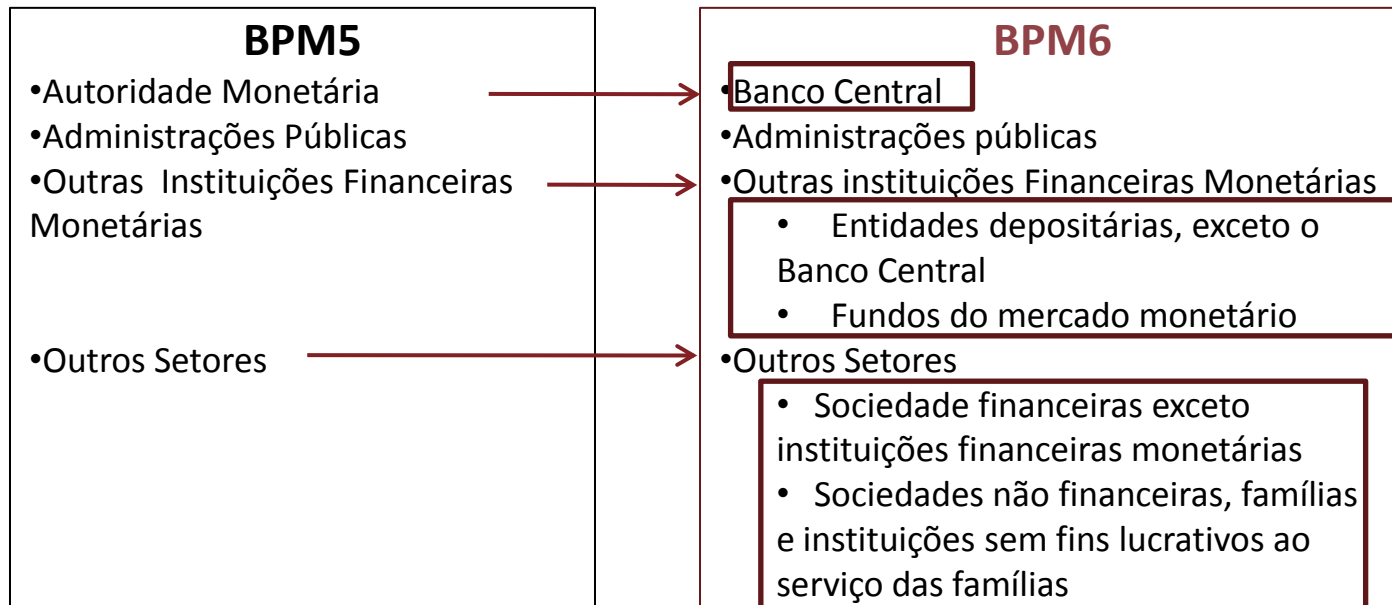 BPM5
•Autoridade Monetária
•Administrações Públicas
•Outras Instituições Financeiras
Monetárias
•Outros Setores
BPM6
•Banco Central
•Administrações públicas
•Outras instituições Financeiras Monetárias
• Entidades depositárias, exceto o
Banco Central
• Fundos do mercado monetário
•Outros Setores
• Sociedade financeiras exceto
instituições financeiras monetárias
• Sociedades não financeiras, famílias
e instituições sem fins lucrativos ao
serviço das famílias